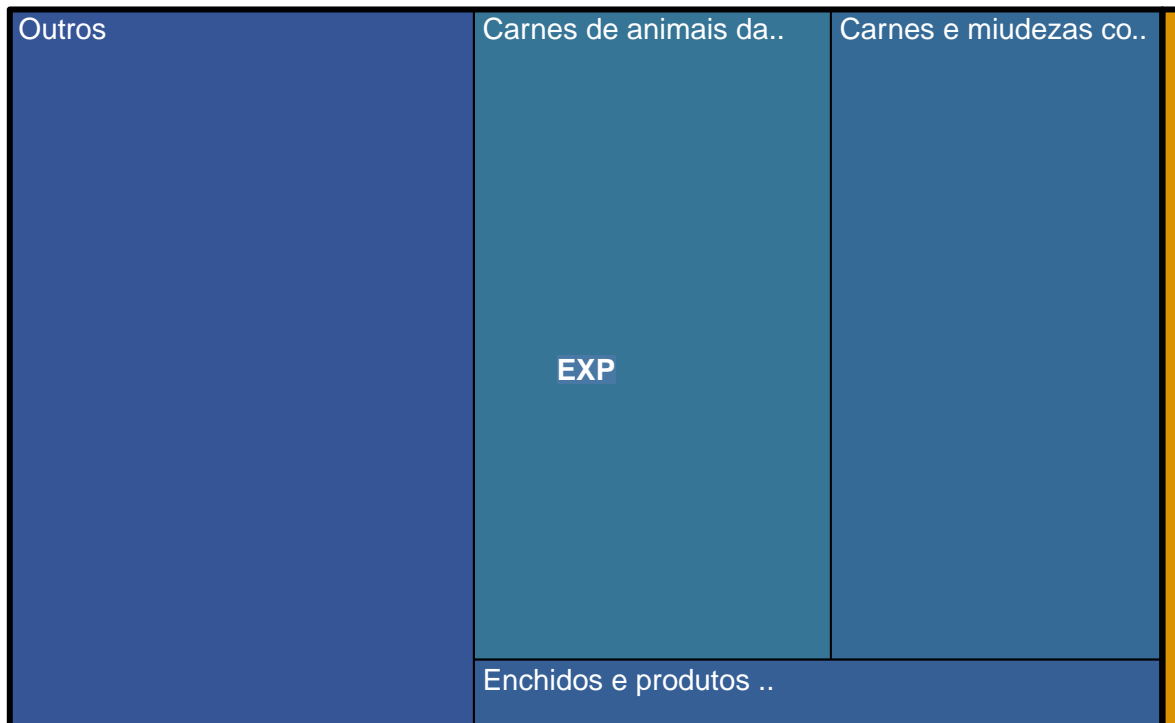 Outros
Carnes de animais da..
Carnes e miudezas co..
EXP
Enchidos e produtos ..